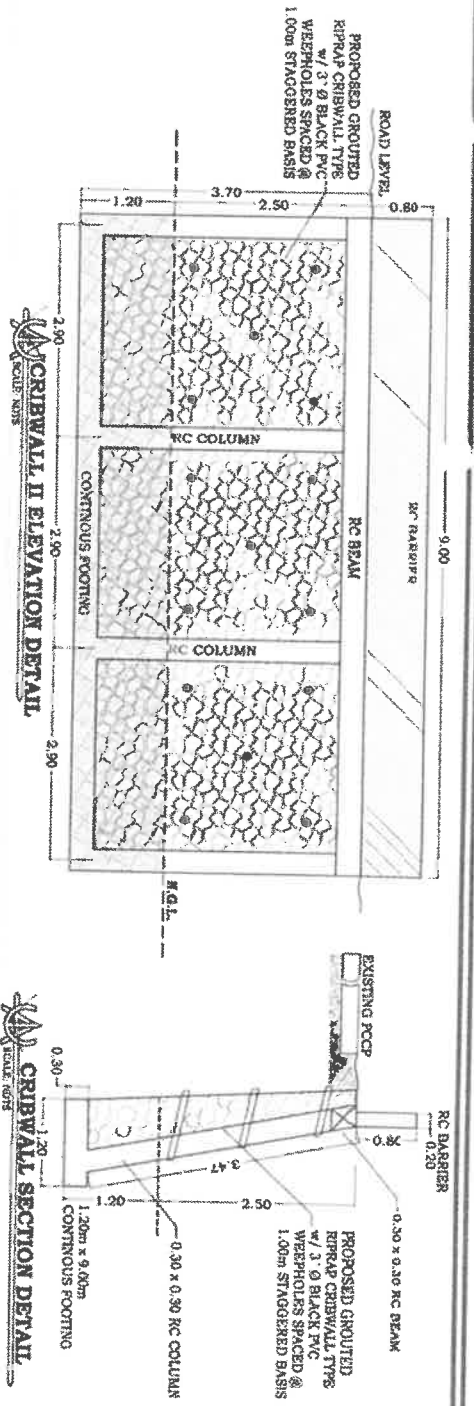 PROPOSED GROUTED
RIPRAP CRIBWALL TYPE
w/ 3" Ø BLACK PVC
WEEPHOLES SPACED @
1.00m STAGGERED BASIS
ROAD LEVEL
0.80
3.70
2.50
1.20
9.00
RC BARRIER
RC BEAM
RC COLUMN
RC COLUMN
CONTINOUS FOOTING
N.G.L.
2.90
2.90
2.90
CRIBWALL II ELEVATION DETAIL
SCALE NTS
EXISTING PCCP
RC BARRIER
0.20
0.80
0.30 x 0.30 RC BEAM
PROPOSED GROUTED
RIPRAP CRIBWALL TYPE
w/ 3" Ø BLACK PVC
WEEPHOLES SPACED @
1.00m STAGGERED BASIS
3.47
2.50
1.20
0.30 x 0.30 RC COLUMN
0.30
1.20
1.20m x 9.00m
CONTINOUS FOOTING
CRIBWALL SECTION DETAIL
SCALE NTS